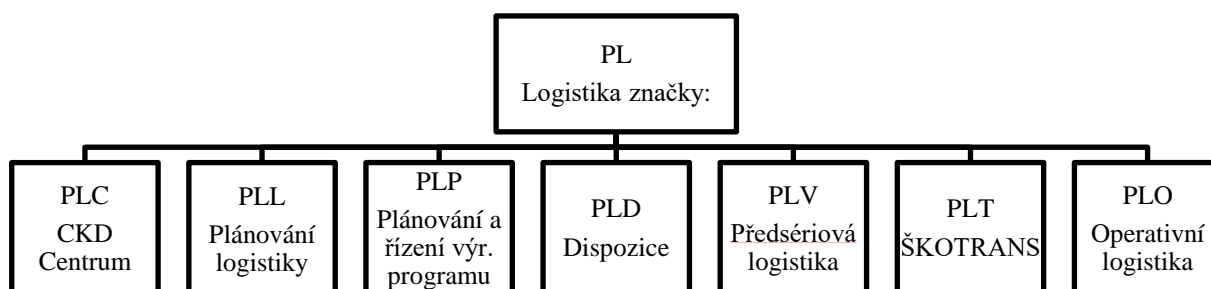 PL
Logistika značky:
PLC
CKD
Centrum
PLL
Plánování
logistiky
PLP
Plánování a
řízení výr.
programu
PLD
Dispozice
PLV
Předsériová
logistika
PLT
ŠKOTRANS
PLO
Operativní
logistika